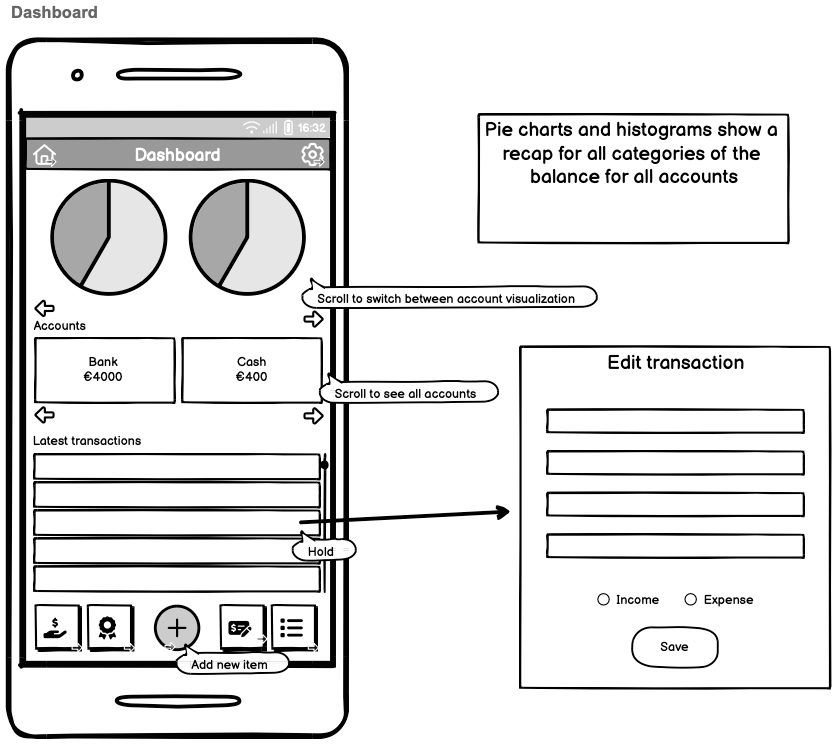 Dashboard
16:32
Dashboard
Pie charts and histograms show a
recap for all categories of the
balance for all accounts
Scroll to switch between account visualization
Accounts
Bank
€4000
Cash
€400
Scroll to see all accounts
Latest transactions
Hold
$
$
Add new item
Edit transaction
Income
Expense
Save